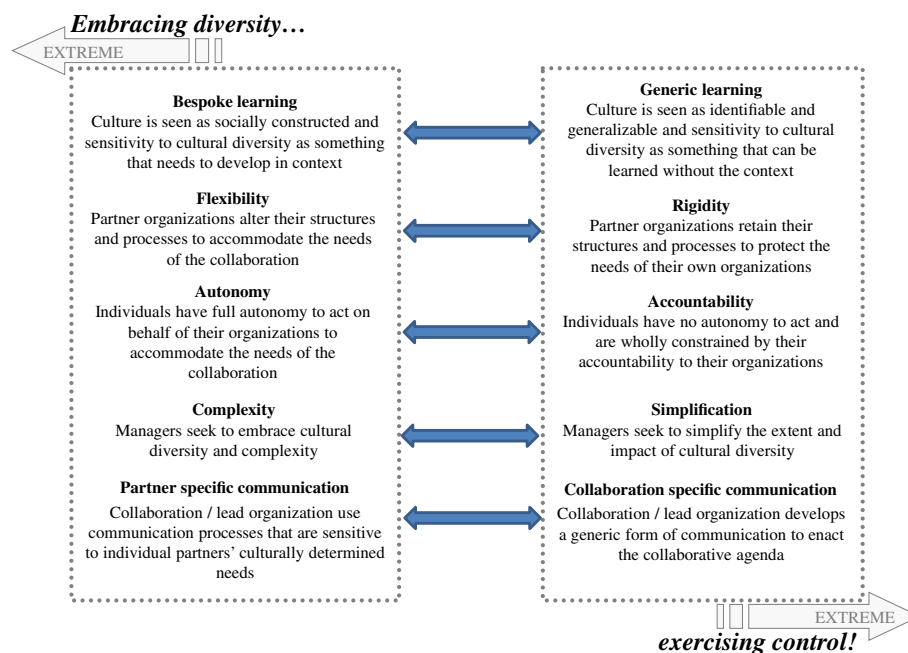 Embracing diversity…
EXTREME
Bespoke learning
Culture is seen as socially constructed and
sensitivity to cultural diversity as something
that needs to develop in context
Flexibility
Partner organizations alter their structures
and processes to accommodate the needs
of the collaboration
Autonomy
Individuals have full autonomy to act on
behalf of their organizations to
accommodate the needs of the
collaboration
Complexity
Managers seek to embrace cultural
diversity and complexity
Partner specific communication
Collaboration / lead organization use
communication processes that are sensitive
to individual partners’ culturally determined
needs
Generic learning
Culture is seen as identifiable and
generalizable and sensitivity to cultural
diversity as something that can be
learned without the context
Rigidity
Partner organizations retain their
structures and processes to protect the
needs of their own organizations
Accountability
Individuals have no autonomy to act and
are wholly constrained by their
accountability to their organizations
Simplification
Managers seek to simplify the extent and
impact of cultural diversity
Collaboration specific communication
Collaboration / lead organization develops
a generic form of communication to enact
the collaborative agenda
EXTREME
exercising control!